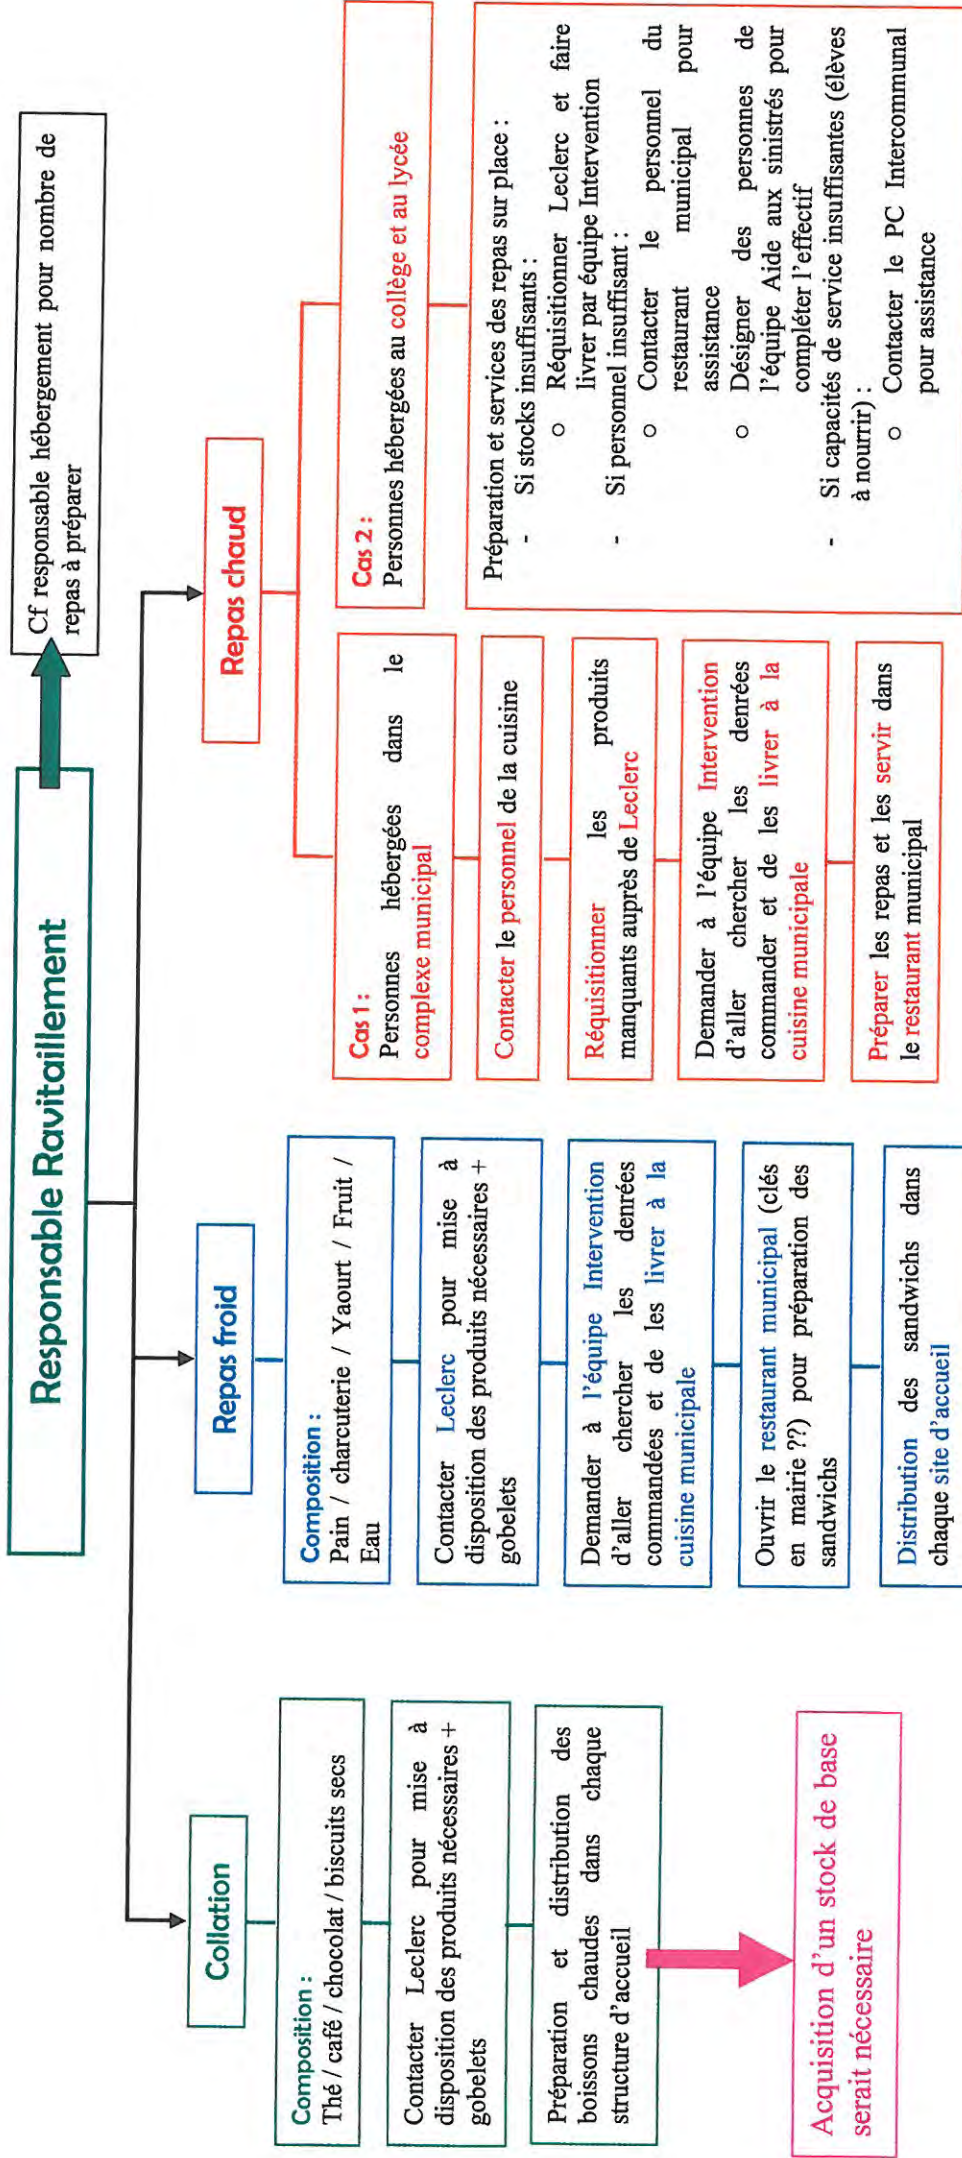 Responsable Ravitaillement
Cf responsable hébergement pour nombre de
repas à préparer
Collation
Composition :
Thé / café / chocolat / biscuits secs
Contacter Leclerc pour mise à
disposition des produits nécessaires +
gobelets
Préparation et distribution des
boissons chaudes dans chaque
structure d'accueil
Acquisition d'un stock de base
serait nécessaire
Repas froid
Composition :
Pain / charcuterie / Yaourt / Fruit /
Eau
Contacter Leclerc pour mise à
disposition des produits nécessaires +
gobelets
Demander à l'équipe Intervention
d'aller chercher les denrées
commandées et de les livrer à la
cuisine municipale
Ouvrir le restaurant municipal (clés
en mairie ??) pour préparation des
sandwichs
Distribution des sandwichs dans
chaque site d'accueil
Repas chaud
Cas 1 :
Personnes hébergées dans le
complexe municipal
Contacter le personnel de la cuisine
Réquisitionner les produits
manquants auprès de Leclerc
Demander à l'équipe Intervention
d'aller chercher les denrées
commander et de les livrer à la
cuisine municipale
Préparer les repas et les servir dans
le restaurant municipal
Cas 2 :
Personnes hébergées au collège et au lycée
Préparation et services des repas sur place :
- Si stocks insuffisants :
o Réquisitionner Leclerc et faire
livrer par équipe Intervention
- Si personnel insuffisant :
o Contacter le personnel du
restaurant municipal pour
assistance
o Désigner des personnes de
l'équipe Aide aux sinistrés pour
compléter l'effectif
- Si capacités de service insuffisantes (élèves
à nourrir) :
o Contacter le PC Intercommunal
pour assistance